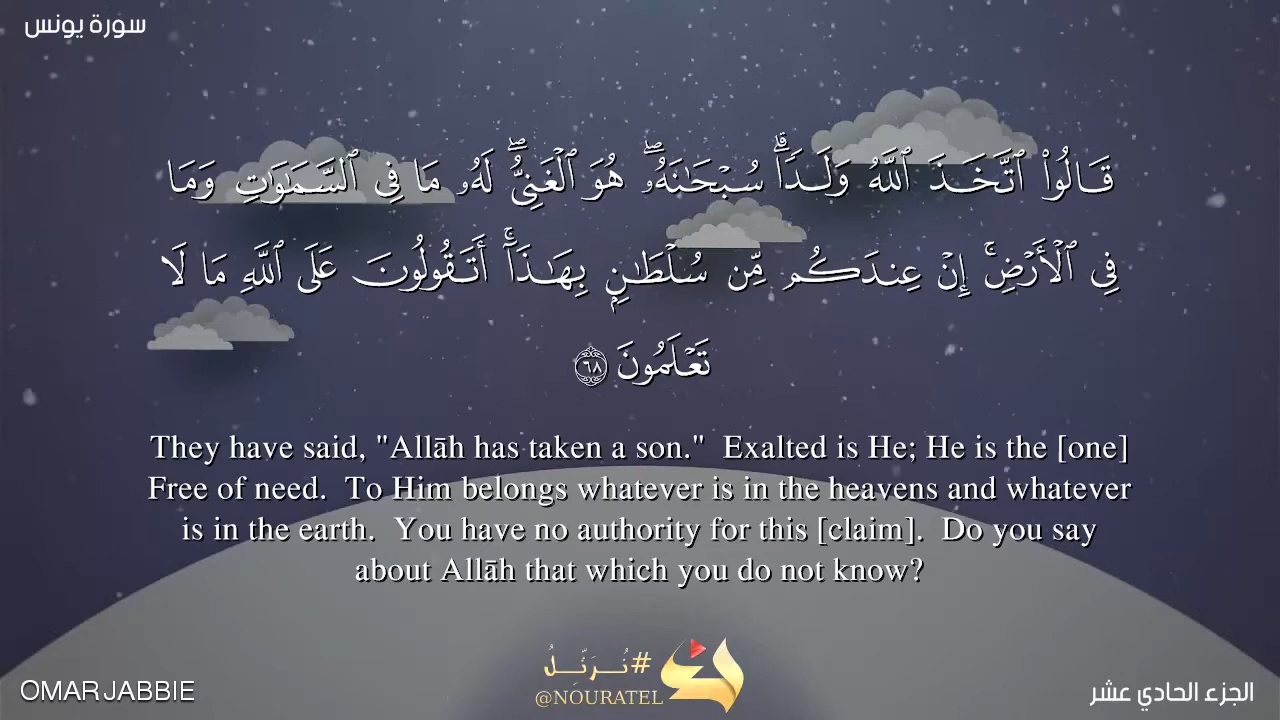 سورة يونس
قَالُوا۟ ٱتَّخَذَ ٱللَّهُ وَلَدًۭا ۗ سُبْحَـٰنَهُۥ ۖ هُوَ ٱلْغَنِىُّ ۖ لَهُۥ مَا فِى ٱلسَّمَـٰوَٰتِ وَمَا
فِى ٱلْأَرْضِ ۚ إِنْ عِندَكُم مِّن سُلْطَـٰنٍۭ بِهَـٰذَآ ۚ أَتَقُولُونَ عَلَى ٱللَّهِ مَا لَا
تَعْلَمُونَ ٦٨
They have said, "Allāh has taken a son."  Exalted is He; He is the [one]
Free of need.  To Him belongs whatever is in the heavens and whatever
is in the earth.  You have no authority for this [claim].  Do you say
about Allāh that which you do not know?
#نُرَتِّلُ
@NOURATEL
OMAR JABBIE
الجزء الحادي عشر